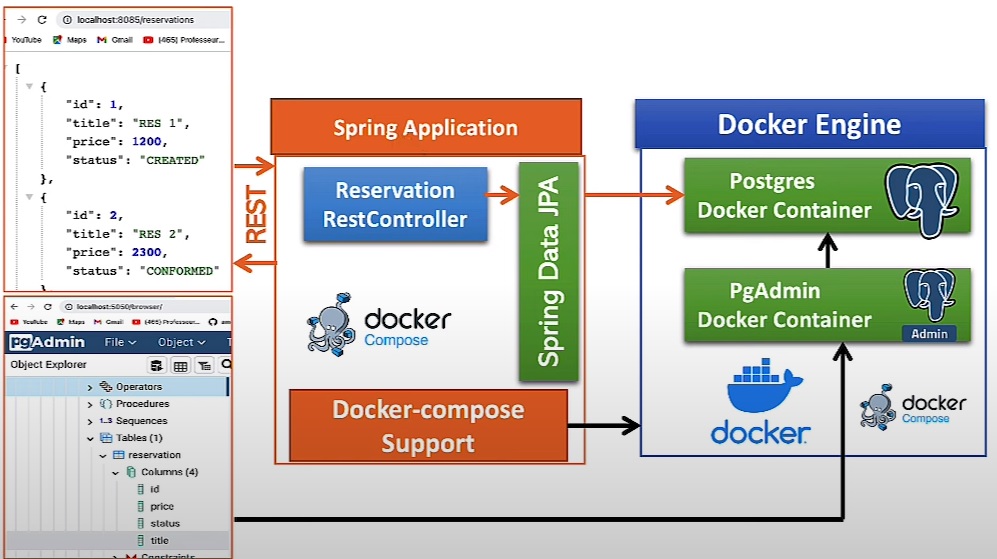 localhost:8085/reservations
YouTube Maps Gmail (465) Professeur...
[
{
"id": 1,
"title": "RES 1",
"price": 1200,
"status": "CREATED"
},
{
"id": 2,
"title": "RES 2",
"price": 2300,
"status": "CONFORMED"
},
REST
Spring Application
Reservation
RestController
Spring Data JPA
docker
Compose
Docker-compose
Support
Docker Engine
Postgres
Docker Container
PgAdmin
Docker Container
Admin
docker
docker
Compose
localhost:5050/browser/
YouTube Maps Gmail (465) Professeur... am
pgAdmin File Object T
Object Explorer
Operators
Procedures
1..3 Sequences
Tables (1)
reservation
Columns (4)
id
price
status
title
Constraints